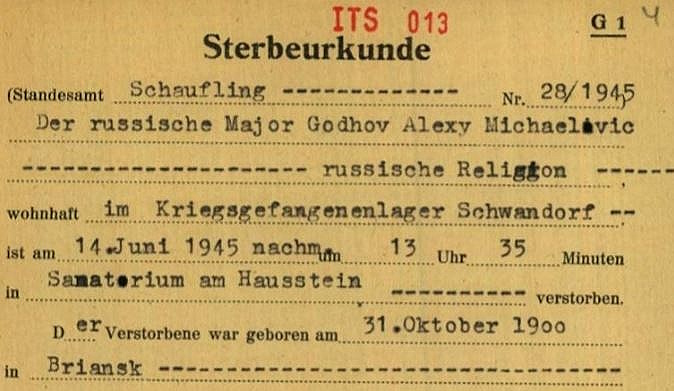 ITS 013
G 1 4
Sterbeurkunde
(Standesamt Schaufling ------------- Nr. 28/1945
Der russische Major Godhov Alexy Michaelovic
--------------------- russische Religion ------
wohnhaft im Kriegsgefangenenlager Schwandorf --
ist am 14.Juni 1945 nachm. um 13 Uhr 35 Minuten
in Sanatorium am Hausstein ---------- verstorben.
Der Verstorbene war geboren am 31.Oktober 19oo
in Briansk ----------------------------------